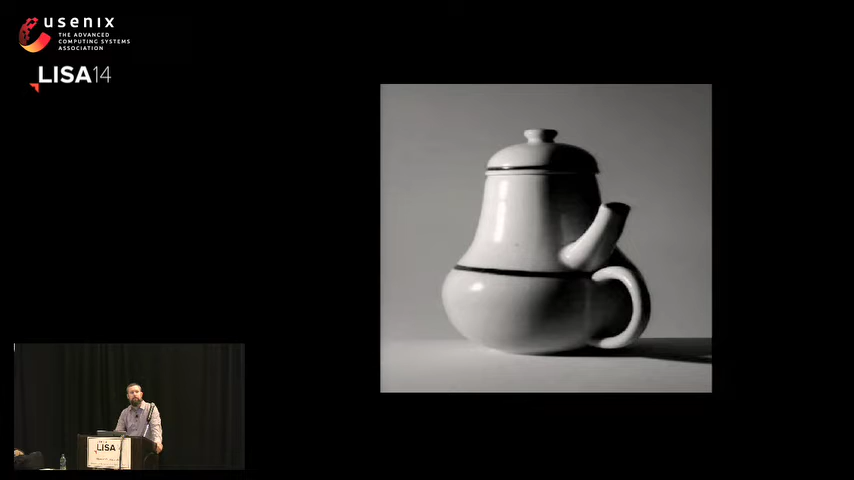 usenix
THE ADVANCED
COMPUTING SYSTEMS
ASSOCIATION
LISA14
LISA